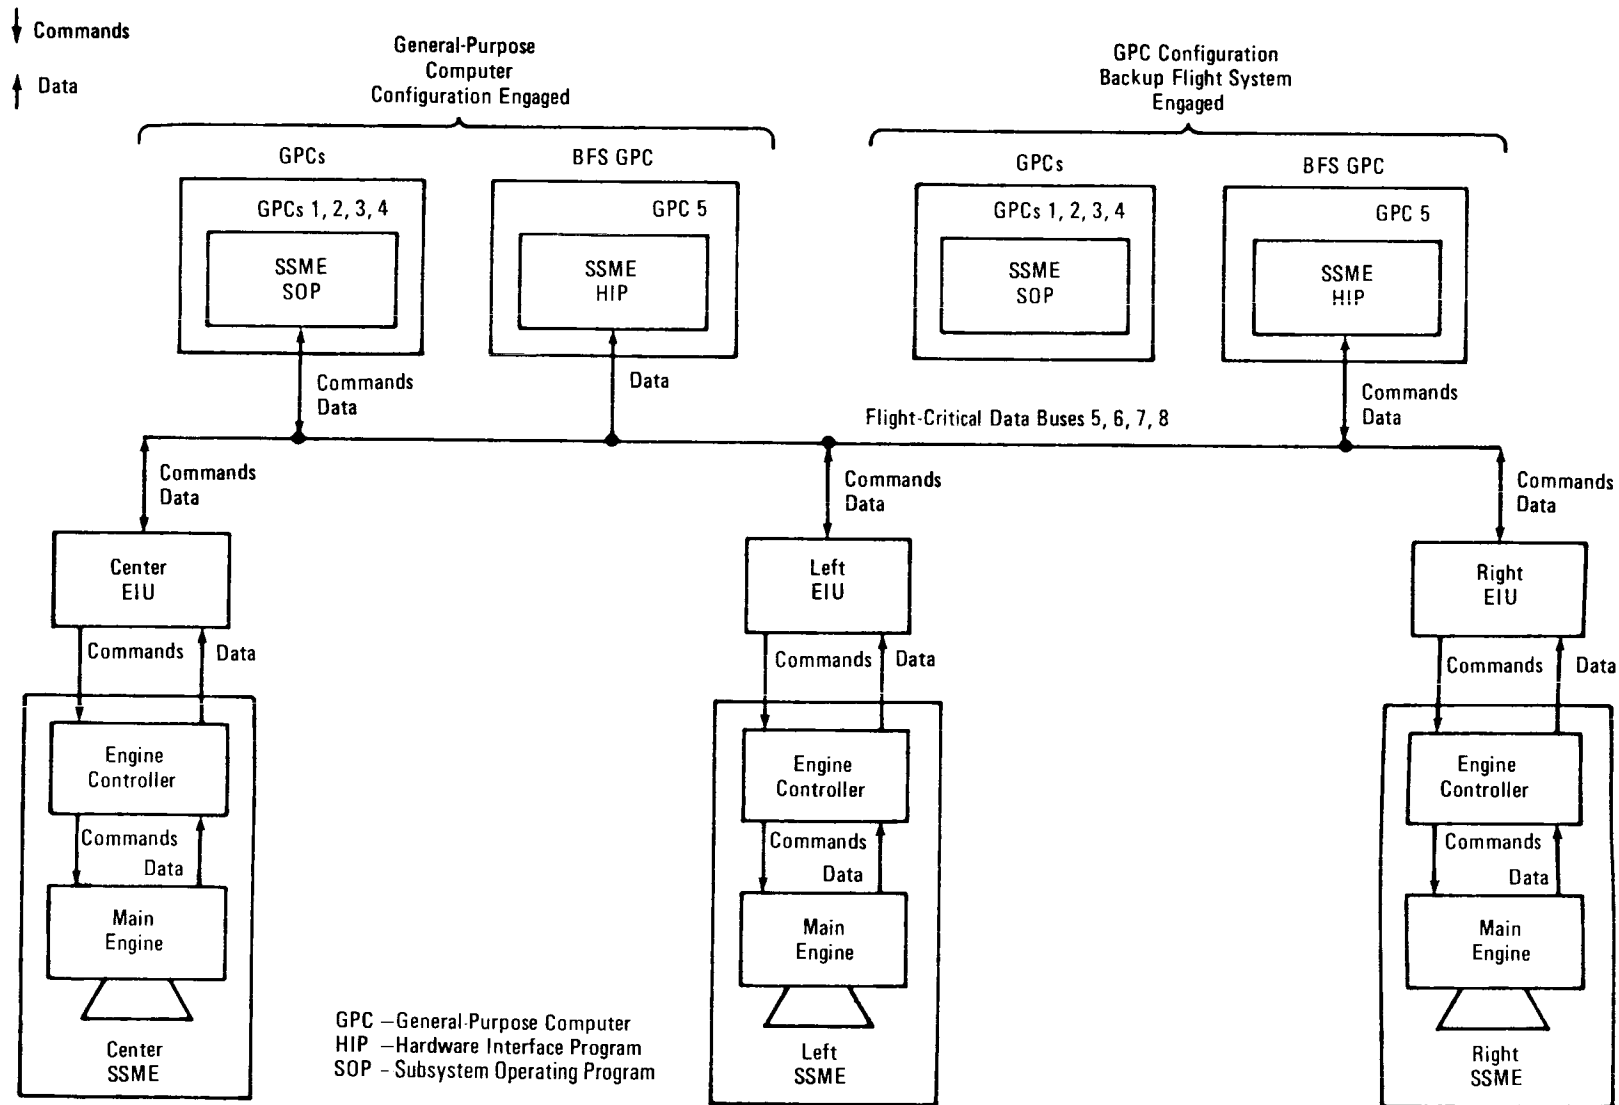 Commands
Data
General-Purpose
Computer
Configuration Engaged
GPC Configuration
Backup Flight System
Engaged
GPCs
BFS GPC
GPCs
BFS GPC
GPCs 1, 2, 3, 4
GPC 5
GPCs 1, 2, 3, 4
GPC 5
SSME
SOP
SSME
HIP
SSME
SOP
SSME
HIP
Commands
Data
Data
Commands
Data
Flight-Critical Data Buses 5, 6, 7, 8
Commands
Data
Commands
Data
Commands
Data
Center
EIU
Left
EIU
Right
EIU
Commands
Data
Commands
Data
Commands
Data
Engine
Controller
Engine
Controller
Engine
Controller
Commands
Data
Commands
Data
Commands
Data
Main
Engine
Main
Engine
Main
Engine
Center
SSME
GPC –General-Purpose Computer
HIP –Hardware Interface Program
SOP – Subsystem Operating Program
Left
SSME
Right
SSME